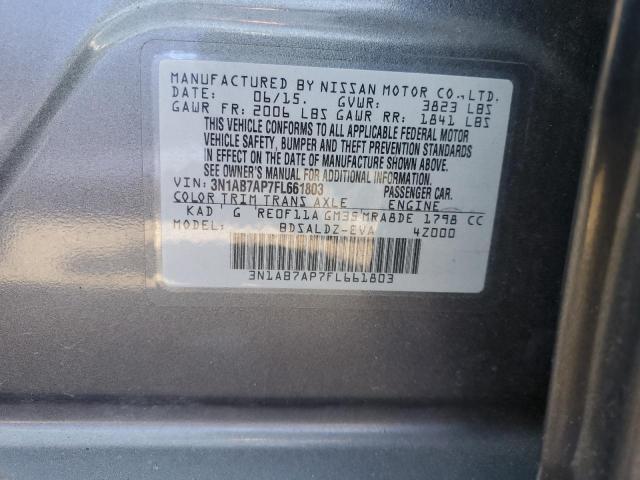 MANUFACTURED BY NISSAN MOTOR CO., LTD.
DATE: 06/15. GVWR: 3823 LBS
GAWR FR: 2006 LBS GAWR RR: 1841 LBS
THIS VEHICLE CONFORMS TO ALL APPLICABLE FEDERAL MOTOR
VEHICLE SAFETY, BUMPER AND THEFT PREVENTION STANDARDS
IN EFFECT ON THE DATE OF MANUFACTURE SHOWN ABOVE.
SEE OWNER'S MANUAL FOR ADDITIONAL INFORMATION
VIN: 3N1AB7AP7FL661803 PASSENGER CAR.
COLOR TRIM TRANS AXLE ENGINE
KAD G RE0F11A GM35 MRA8DE 1798 CC
BDSALDZ-EVA 4Z000
3N1AB7AP7FL661803